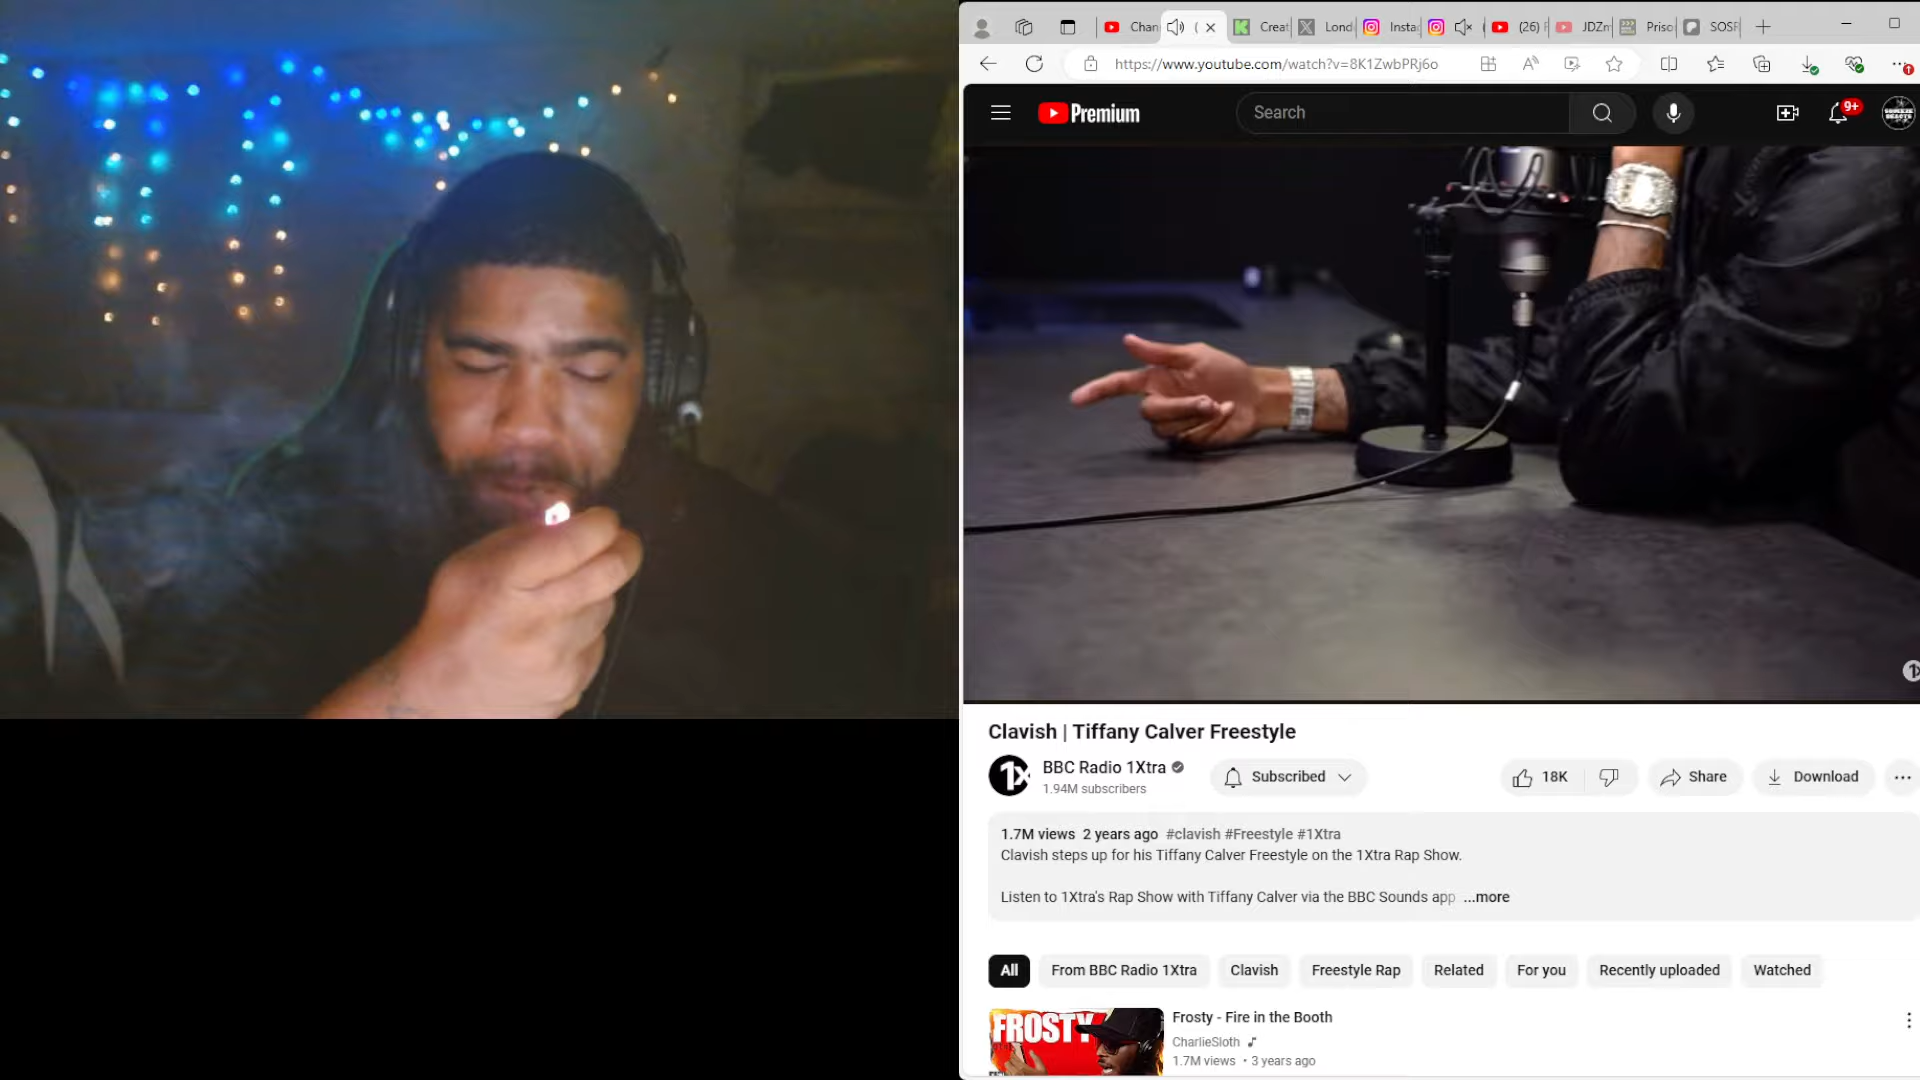 Chan
(
Creat
Lond
Insta
(26) F
JDZm
Priso
SOSF
https://www.youtube.com/watch?v=8K1ZwbPRj6o
Premium
Search
9+
Clavish | Tiffany Calver Freestyle
1X
BBC Radio 1Xtra
1.94M subscribers
Subscribed
18K
Share
Download
1.7M views 2 years ago #clavish #Freestyle #1Xtra
Clavish steps up for his Tiffany Calver Freestyle on the 1Xtra Rap Show.
Listen to 1Xtra's Rap Show with Tiffany Calver via the BBC Sounds app ...more
All
From BBC Radio 1Xtra
Clavish
Freestyle Rap
Related
For you
Recently uploaded
Watched
FROSTY
Frosty - Fire in the Booth
CharlieSloth
1.7M views • 3 years ago